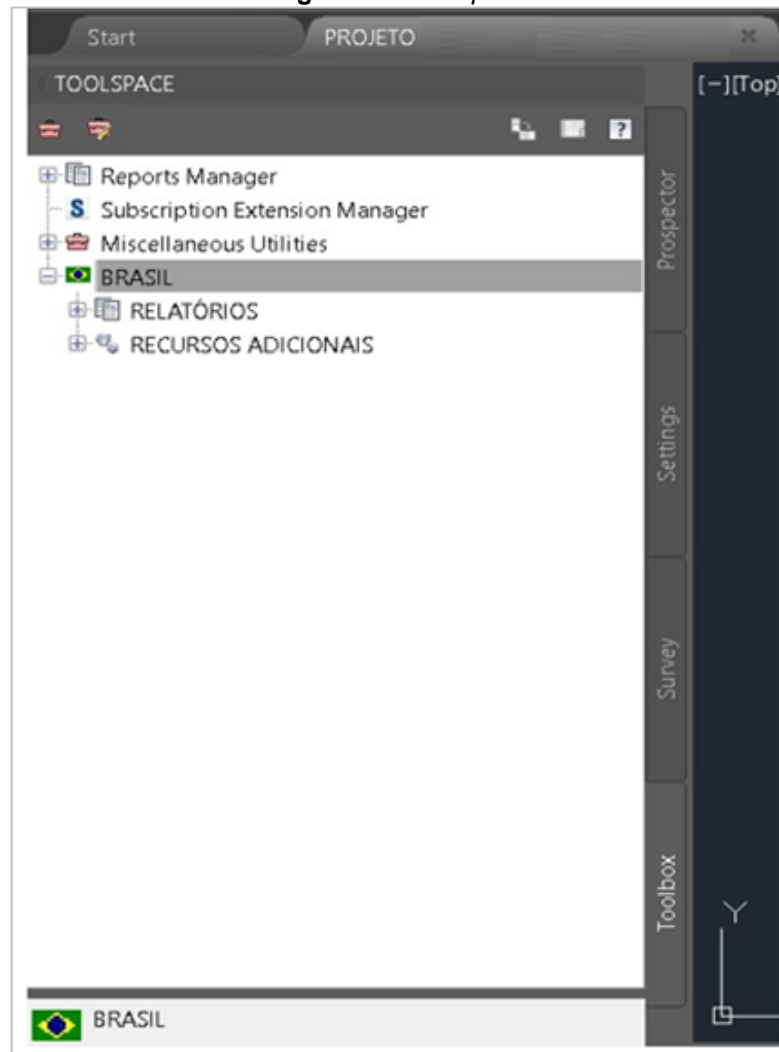 Start
PROJETO
TOOLSPACE
[-][Top]
?
Reports Manager
S Subscription Extension Manager
Miscellaneous Utilities
BRASIL
RELATÓRIOS
RECURSOS ADICIONAIS
Prospector
Settings
Survey
Toolbox
Y
BRASIL